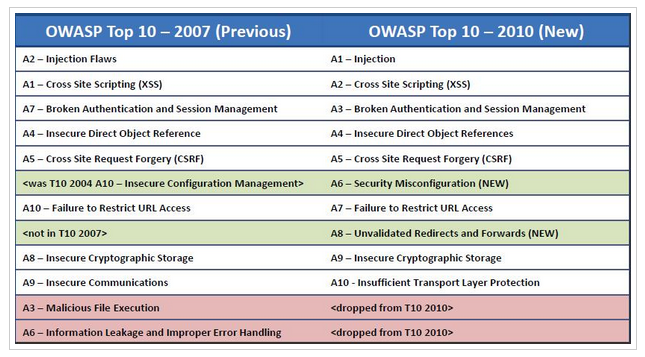 OWASP Top 10 – 2007 (Previous) OWASP Top 10 – 2010 (New)
A2 – Injection Flaws A1 – Injection
A1 – Cross Site Scripting (XSS) A2 – Cross Site Scripting (XSS)
A7 – Broken Authentication and Session Management A3 – Broken Authentication and Session Management
A4 – Insecure Direct Object Reference A4 – Insecure Direct Object References
A5 – Cross Site Request Forgery (CSRF) A5 – Cross Site Request Forgery (CSRF)
<was T10 2004 A10 – Insecure Configuration Management> A6 – Security Misconfiguration (NEW)
A10 – Failure to Restrict URL Access A7 – Failure to Restrict URL Access
<not in T10 2007> A8 – Unvalidated Redirects and Forwards (NEW)
A8 – Insecure Cryptographic Storage A9 – Insecure Cryptographic Storage
A9 – Insecure Communications A10 - Insufficient Transport Layer Protection
A3 – Malicious File Execution <dropped from T10 2010>
A6 – Information Leakage and Improper Error Handling <dropped from T10 2010>